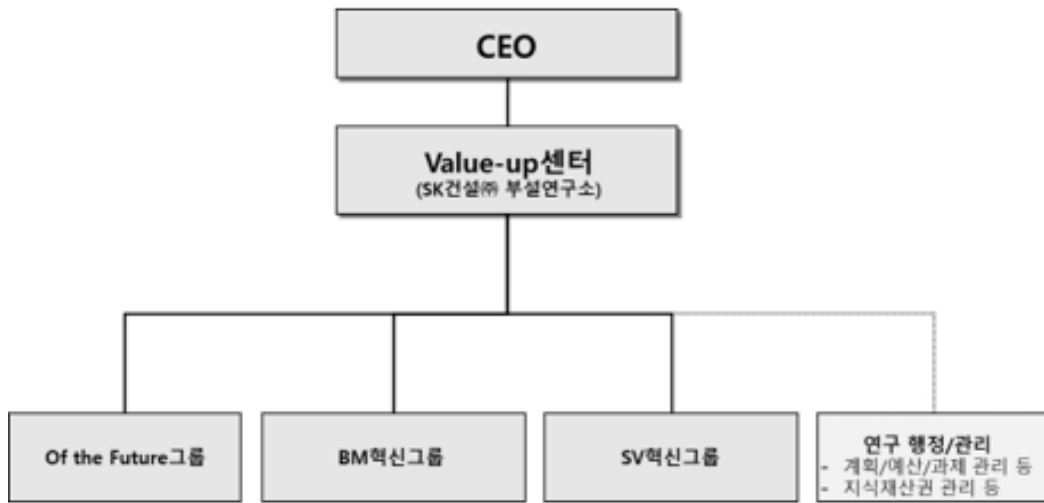 CEO
Value-up센터
(SK건설㈜ 부설연구소)
Of the Future그룹
BM혁신그룹
SV혁신그룹
연구 행정/관리
- 계획/예산/과제 관리 등
- 지식재산권 관리 등